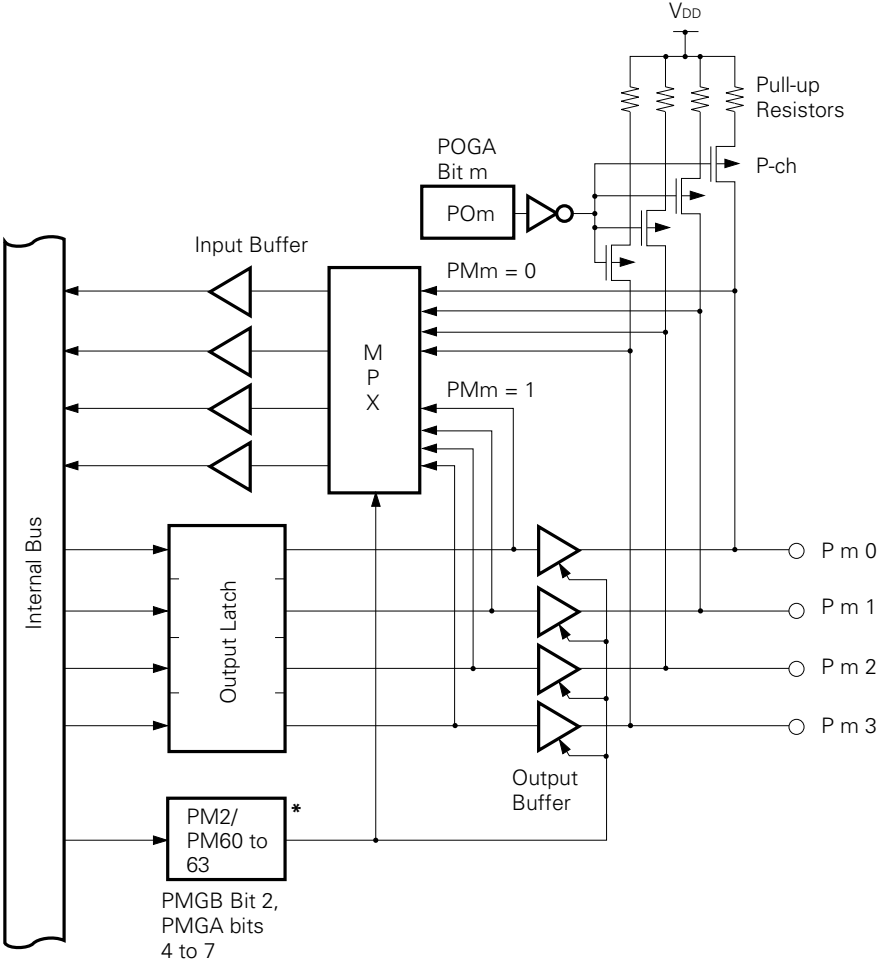 VDD
Pull-up
Resistors
POGA
Bit m
P-ch
POm
Input Buffer
PMm = 0
M
P
X
PMm = 1
Internal Bus
Output Latch
P m 0
P m 1
P m 2
P m 3
Output
Buffer
PM2/
PM60 to
63
*
PMGB Bit 2,
PMGA bits
4 to 7